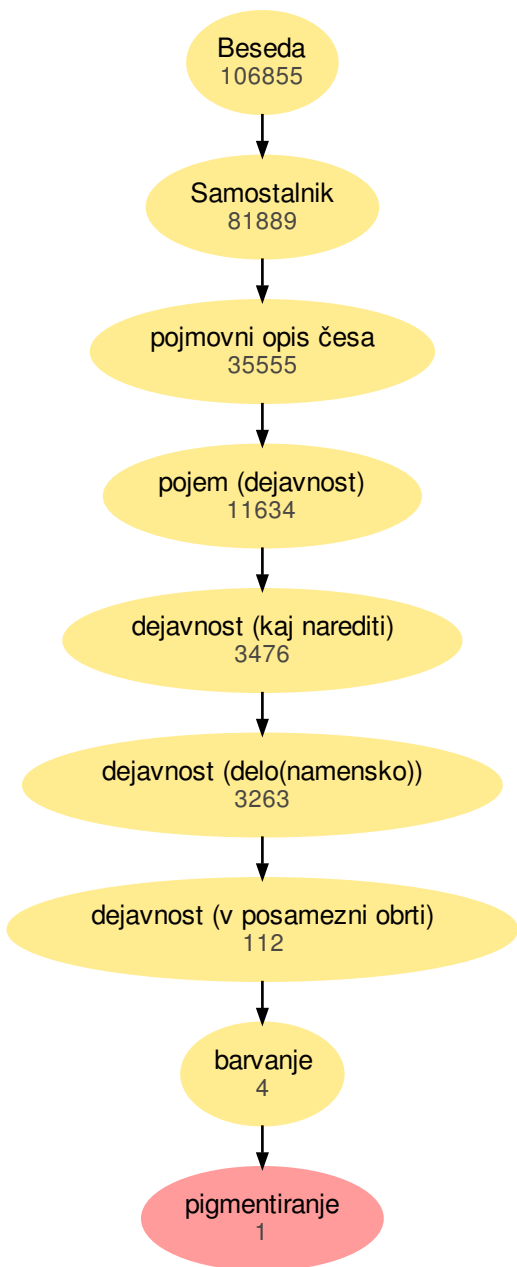 Beseda
106855
Samostalnik
81889
pojmovni opis česa
35555
pojem (dejavnost)
11634
dejavnost (kaj narediti)
3476
dejavnost (delo(namensko))
3263
dejavnost (v posamezni obrti)
112
barvanje
4
pigmentiranje
1